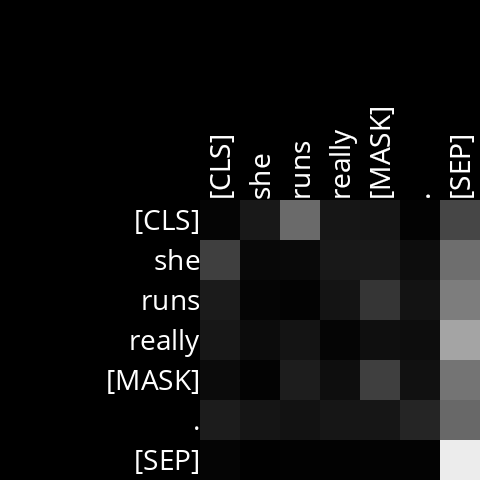 [CLS] she runs really [MASK] . [SEP]
[CLS]
she
runs
really
[MASK]
.
[SEP]